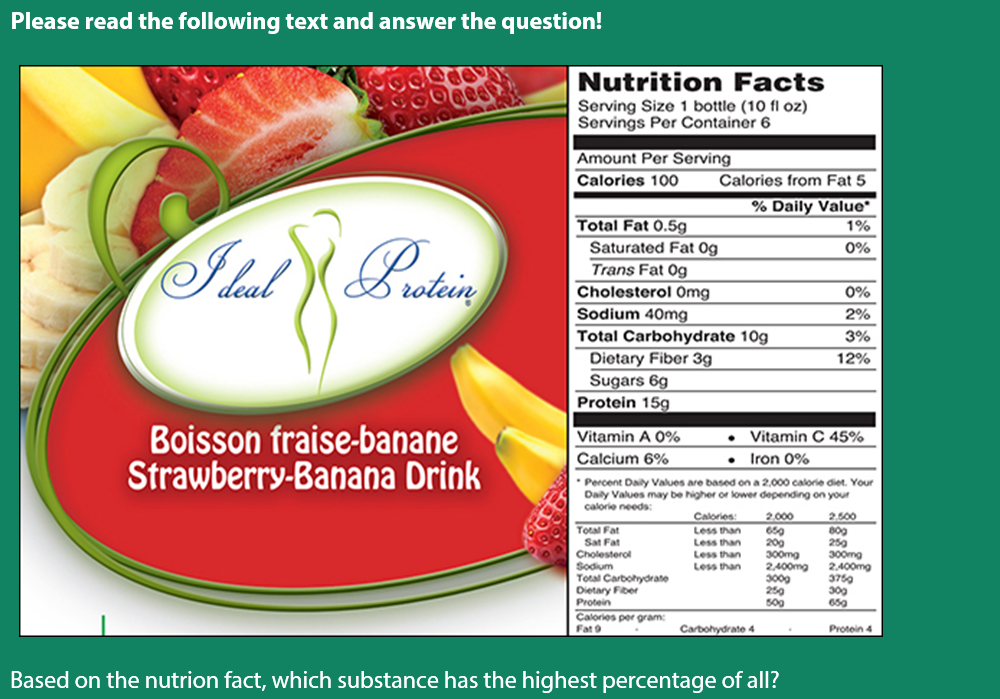 Please read the following text and answer the question!
Ideal Protein®
Boisson fraise-banane
Strawberry-Banana Drink
Nutrition Facts
Serving Size 1 bottle (10 fl oz)
Servings Per Container 6
Amount Per Serving
Calories 100 Calories from Fat 5
% Daily Value*
Total Fat 0.5g 1%
Saturated Fat 0g 0%
Trans Fat 0g
Cholesterol 0mg 0%
Sodium 40mg 2%
Total Carbohydrate 10g 3%
Dietary Fiber 3g 12%
Sugars 6g
Protein 15g
Vitamin A 0% • Vitamin C 45%
Calcium 6% • Iron 0%
* Percent Daily Values are based on a 2,000 calorie diet. Your
Daily Values may be higher or lower depending on your
calorie needs:
Calories: 2,000 2,500
Total Fat Less than 65g 80g
Sat Fat Less than 20g 25g
Cholesterol Less than 300mg 300mg
Sodium Less than 2,400mg 2,400mg
Total Carbohydrate 300g 375g
Dietary Fiber 25g 30g
Protein 50g 65g
Calories per gram:
Fat 9 · Carbohydrate 4 · Protein 4
Based on the nutrion fact, which substance has the highest percentage of all?